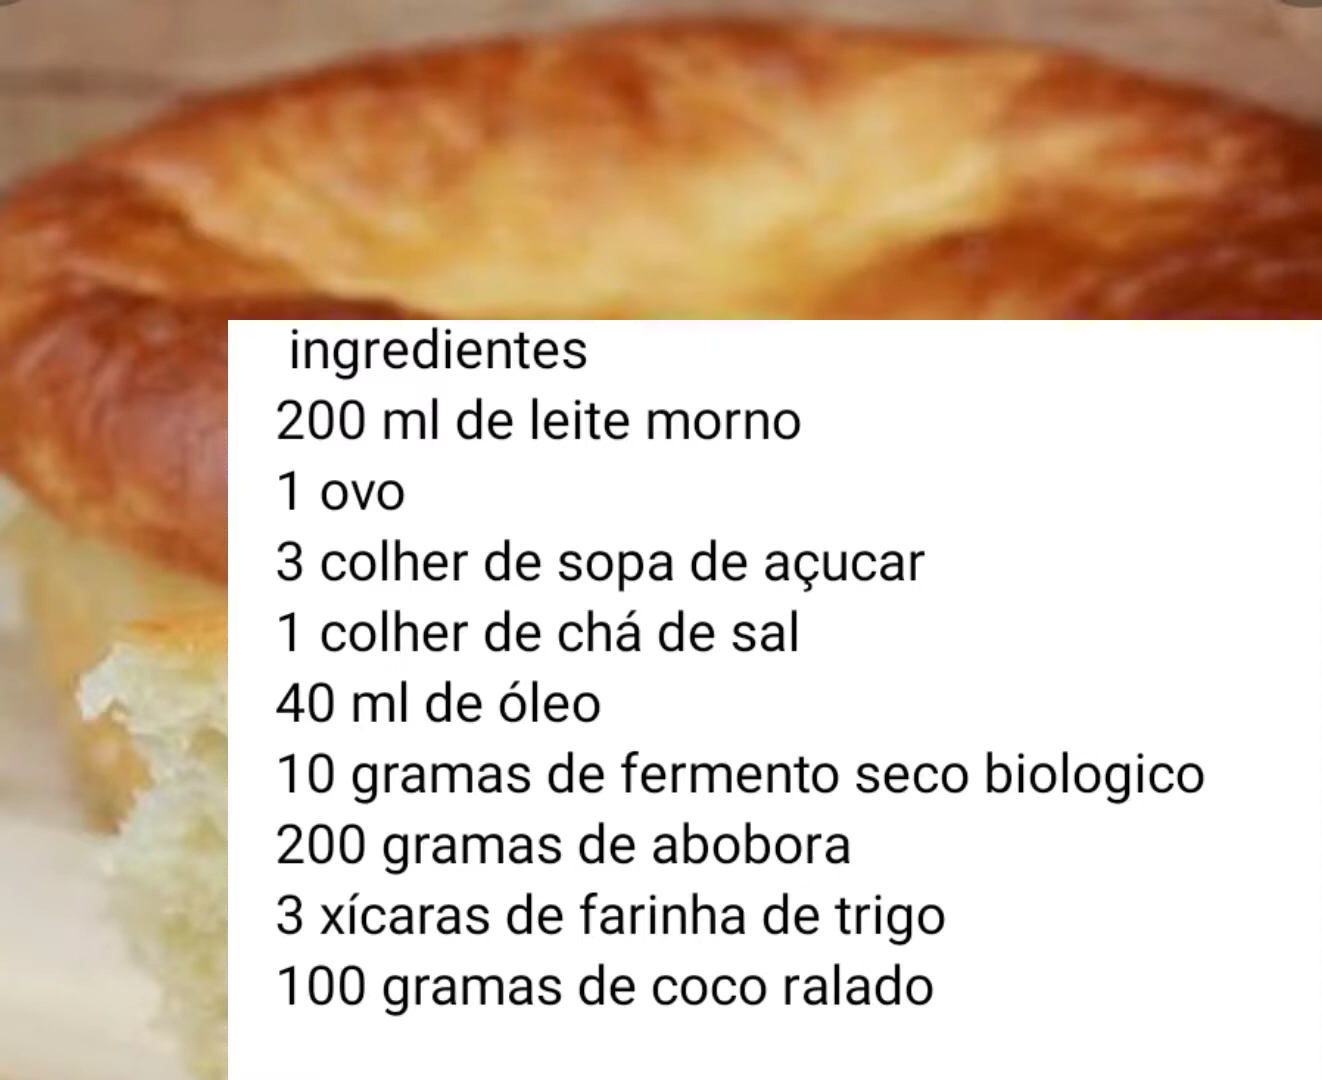 ingredientes
200 ml de leite morno
1 ovo
3 colher de sopa de açucar
1 colher de chá de sal
40 ml de óleo
10 gramas de fermento seco biologico
200 gramas de abobora
3 xícaras de farinha de trigo
100 gramas de coco ralado